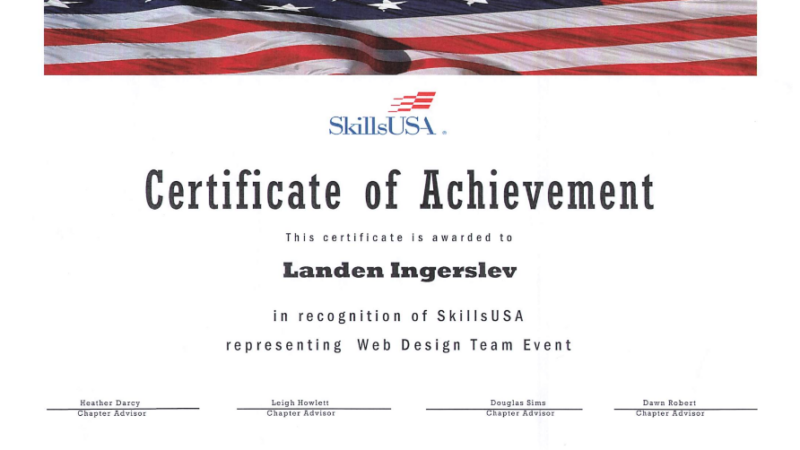 SkillsUSA
Certificate of Achievement
This certificate is awarded to
Landen Ingerslev
in recognition of SkillsUSA
representing Web Design Team Event
Heather Darcy
Chapter Advisor
Leigh Howlett
Chapter Advisor
Douglas Sims
Chapter Advisor
Dawn Robert
Chapter Advisor